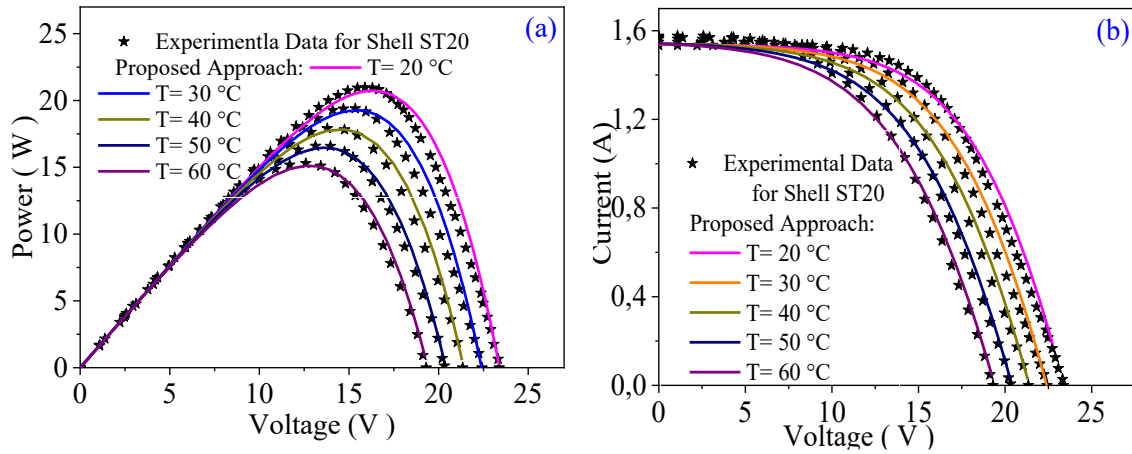 (a)
Experimentla Data for Shell ST20
Proposed Approach: T= 20 °C
T= 30 °C
T= 40 °C
T= 50 °C
T= 60 °C
Power ( W )
25
20
15
10
5
0
0 5 10 15 20 25
Voltage (V )
(b)
Experimental Data
for Shell ST20
Proposed Approach:
T= 20 °C
T= 30 °C
T= 40 °C
T= 50 °C
T= 60 °C
Current (A)
1,6
1,2
0,8
0,4
0,0
0 5 10 15 20 25
Voltage ( V )